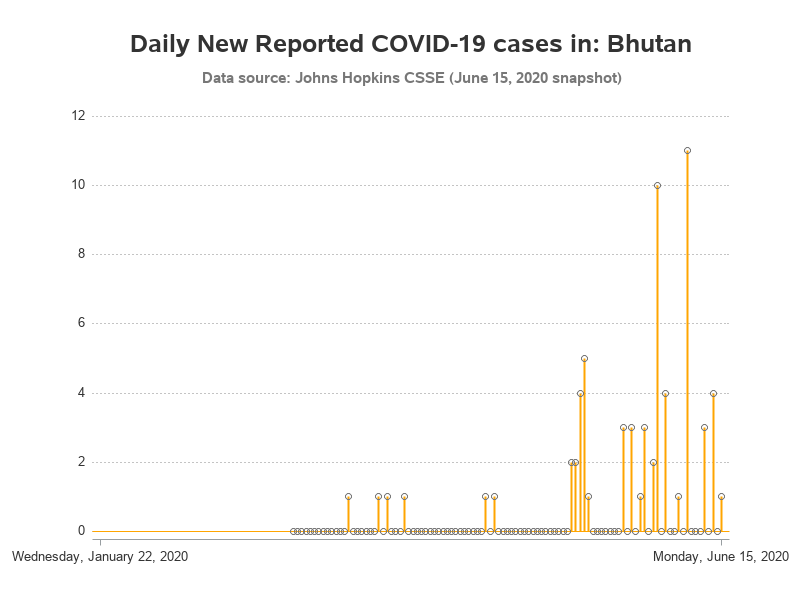 Daily New Reported COVID-19 cases in: Bhutan
Data source: Johns Hopkins CSSE (June 15, 2020 snapshot)
12
10
8
6
4
2
0
Wednesday, January 22, 2020
Monday, June 15, 2020